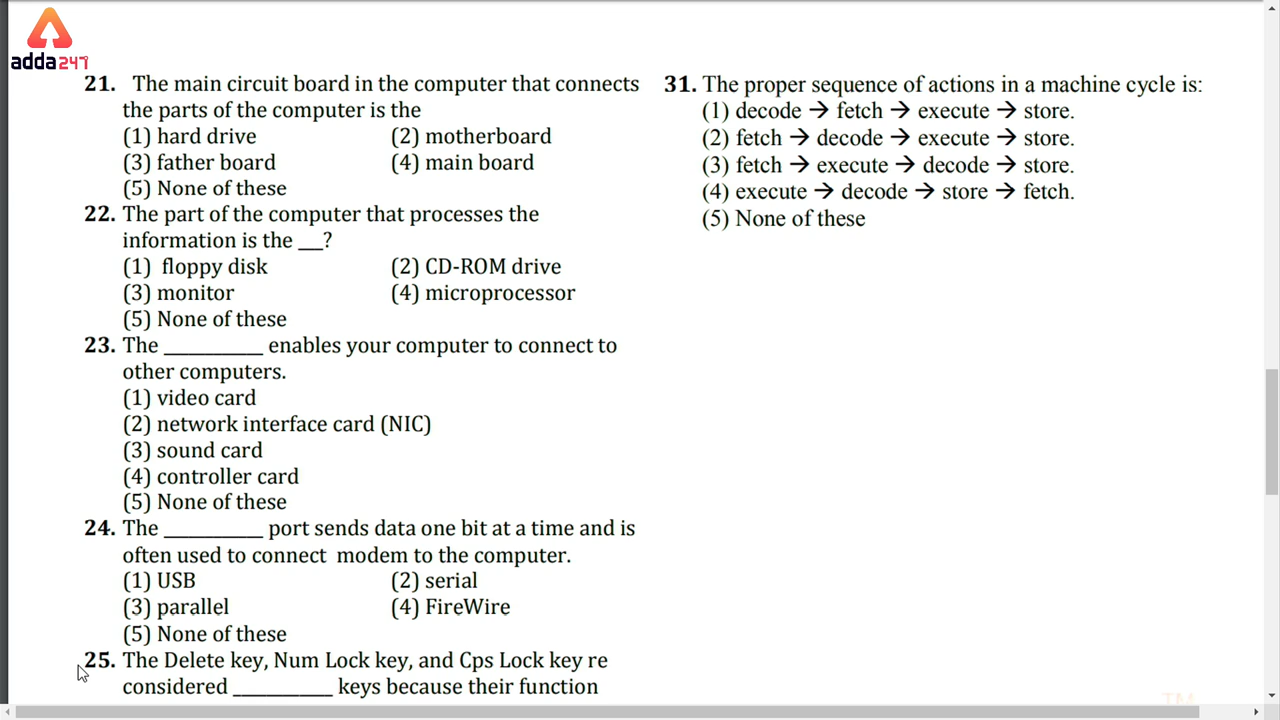 adda247
21. The main circuit board in the computer that connects
the parts of the computer is the
(1) hard drive (2) motherboard
(3) father board (4) main board
(5) None of these
22. The part of the computer that processes the
information is the ___?
(1) floppy disk (2) CD-ROM drive
(3) monitor (4) microprocessor
(5) None of these
23. The __________ enables your computer to connect to
other computers.
(1) video card
(2) network interface card (NIC)
(3) sound card
(4) controller card
(5) None of these
24. The __________ port sends data one bit at a time and is
often used to connect modem to the computer.
(1) USB (2) serial
(3) parallel (4) FireWire
(5) None of these
25. The Delete key, Num Lock key, and Cps Lock key re
considered __________ keys because their function
31. The proper sequence of actions in a machine cycle is:
(1) decode → fetch → execute → store.
(2) fetch → decode → execute → store.
(3) fetch → execute → decode → store.
(4) execute → decode → store → fetch.
(5) None of these
TM